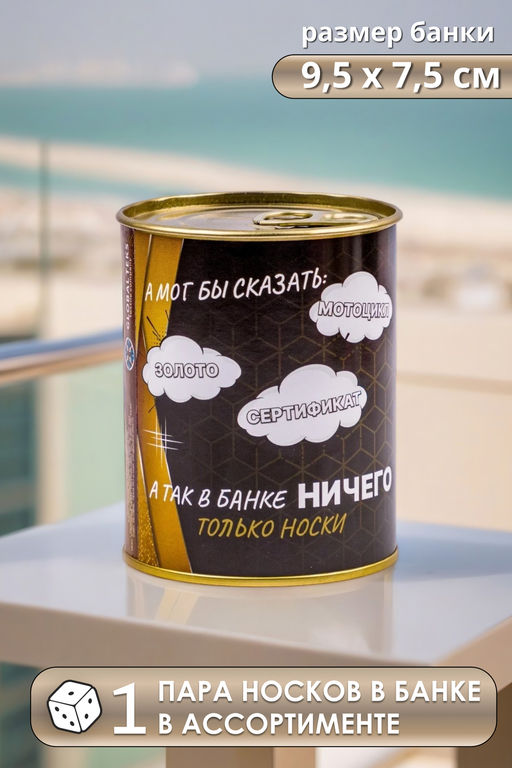 размер банки
9,5 х 7,5 см
GLOBALTEKS
А МОГ БЫ СКАЗАТЬ:
МОТОЦИКЛ
ЗОЛОТО
СЕРТИФИКАТ
А ТАК В БАНКЕ НИЧЕГО
ТОЛЬКО НОСКИ
1 ПАРА НОСКОВ В БАНКЕ
В АССОРТИМЕНТЕ